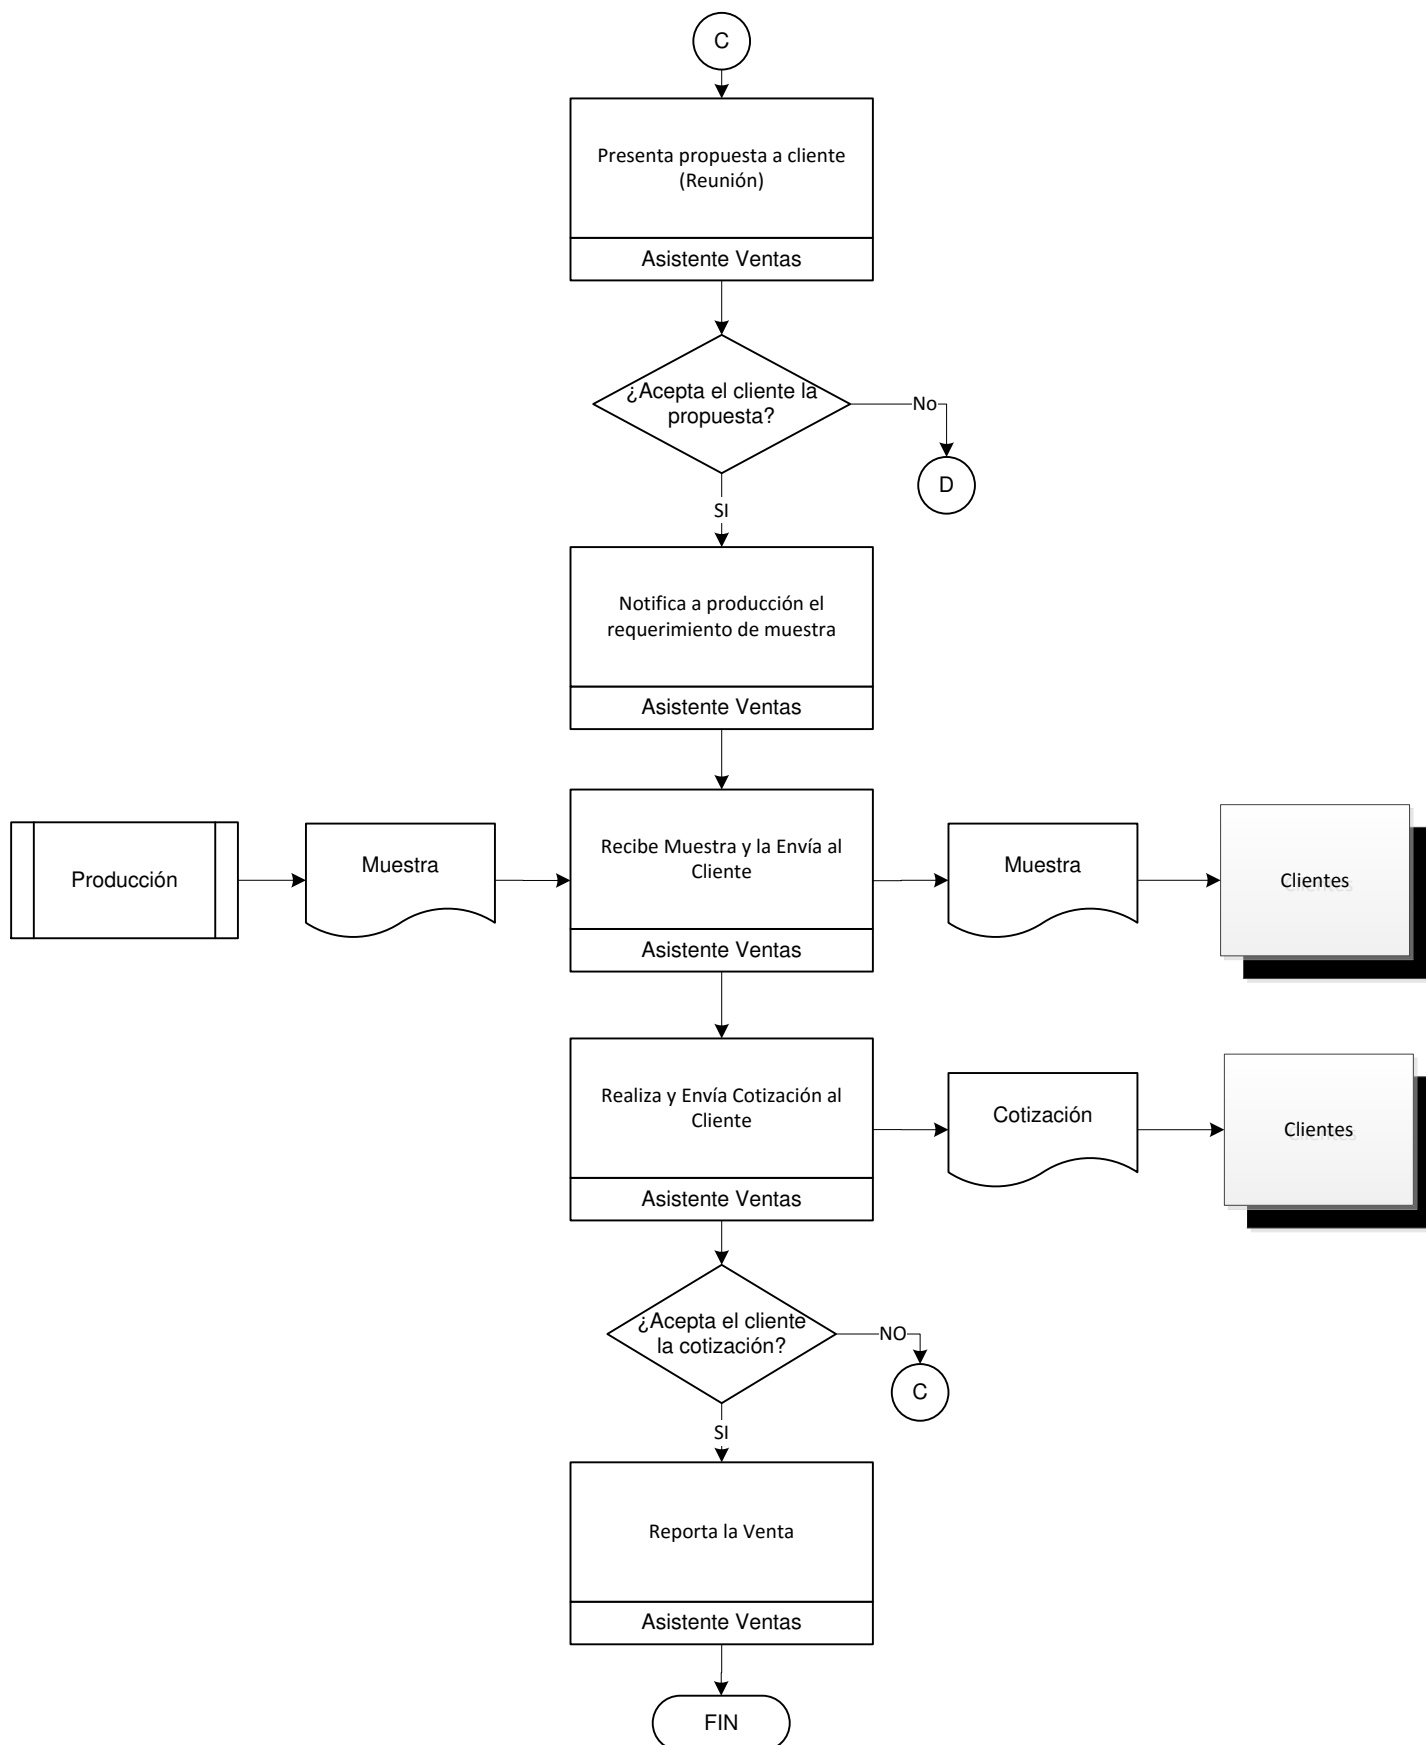 C
Presenta propuesta a cliente
(Reunión)
Asistente Ventas
¿Acepta el cliente la
propuesta?
No
D
SI
Notifica a producción el
requerimiento de muestra
Asistente Ventas
Producción
Muestra
Recibe Muestra y la Envía al
Cliente
Asistente Ventas
Muestra
Clientes
Realiza y Envía Cotización al
Cliente
Asistente Ventas
Cotización
Clientes
¿Acepta el cliente
la cotización?
NO
C
SI
Reporta la Venta
Asistente Ventas
FIN